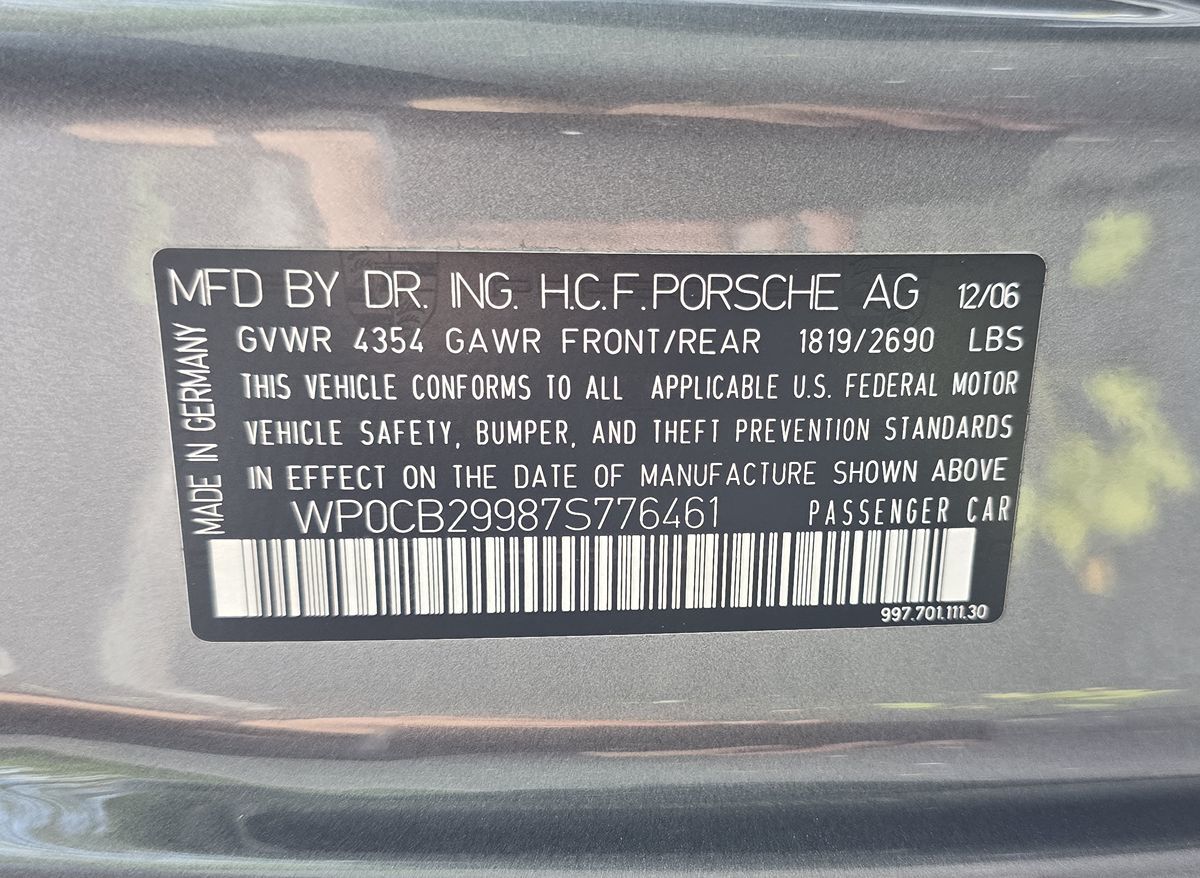 MFD BY DR. ING. H.C.F.PORSCHE AG 12/06
GVWR 4354 GAWR FRONT/REAR 1819/2690 LBS
THIS VEHICLE CONFORMS TO ALL APPLICABLE U.S. FEDERAL MOTOR
VEHICLE SAFETY, BUMPER, AND THEFT PREVENTION STANDARDS
IN EFFECT ON THE DATE OF MANUFACTURE SHOWN ABOVE
WP0CB29987S776461 PASSENGER CAR
997.701.111.30
MADE IN GERMANY